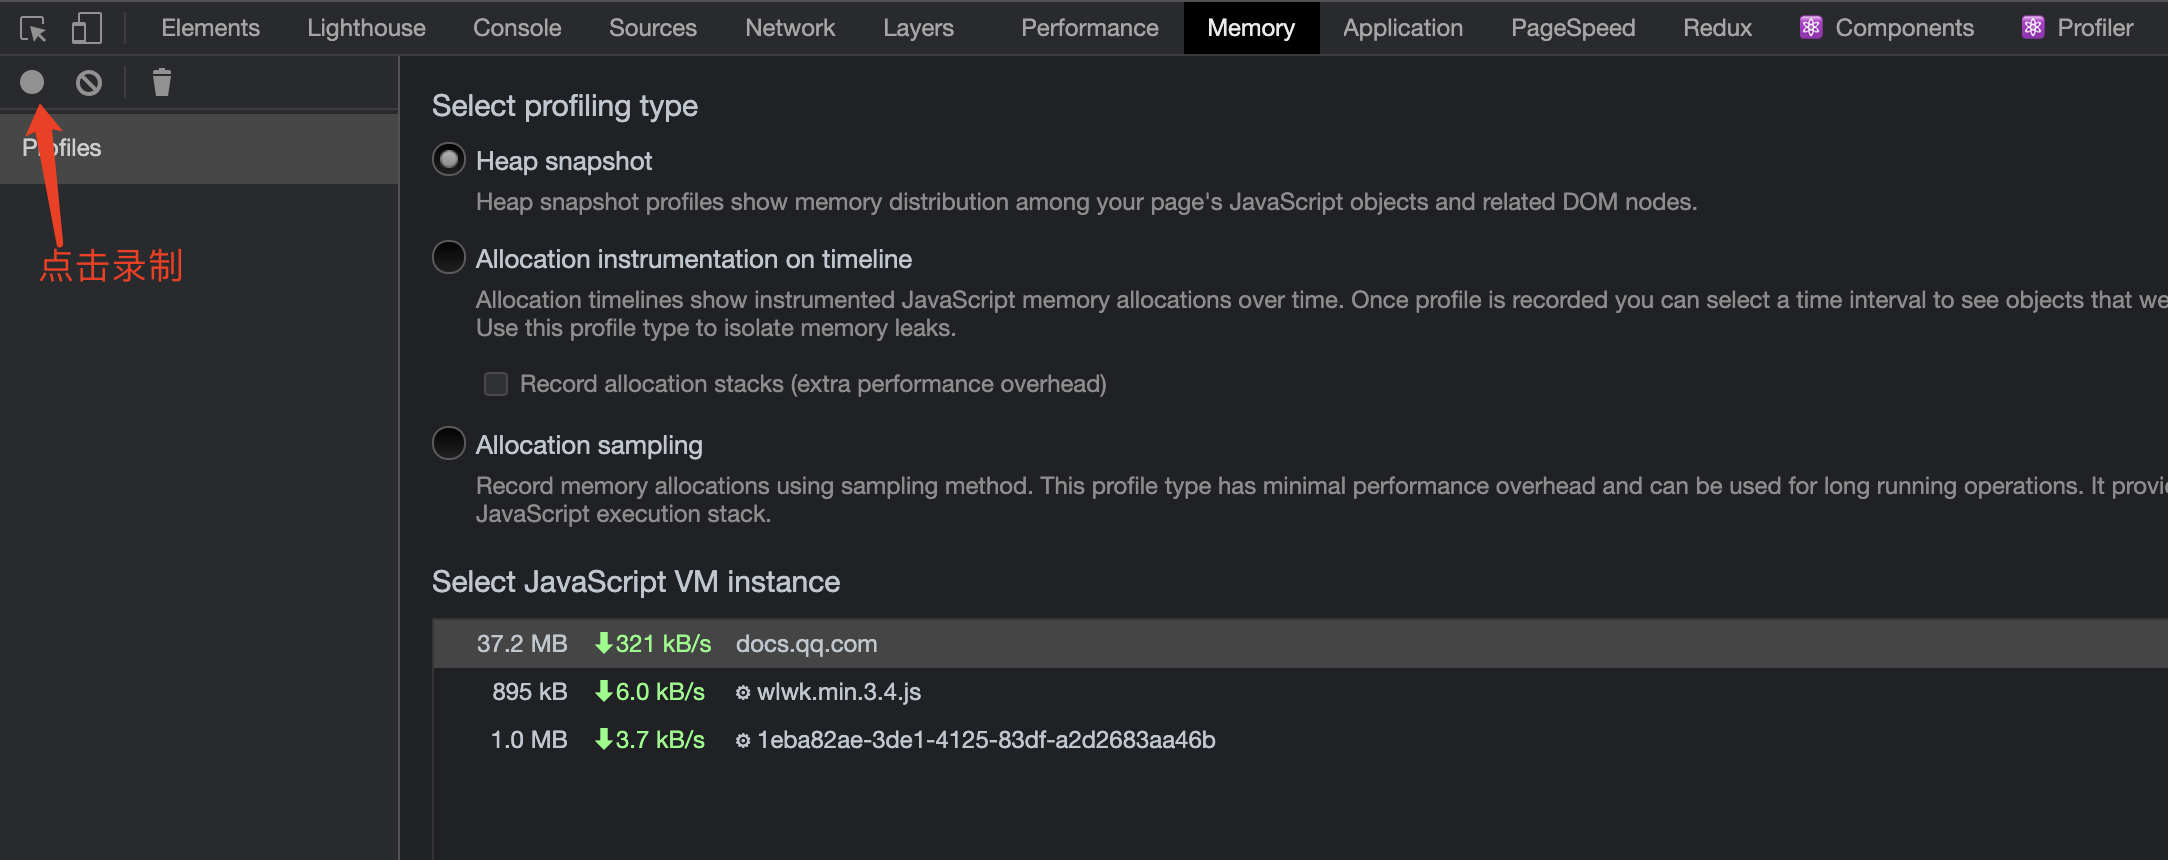 Elements Lighthouse Console Sources Network Layers Performance Memory Application PageSpeed Redux Components Profiler
Profiles
点击录制
Select profiling type
Heap snapshot
Heap snapshot profiles show memory distribution among your page's JavaScript objects and related DOM nodes.
Allocation instrumentation on timeline
Allocation timelines show instrumented JavaScript memory allocations over time. Once profile is recorded you can select a time interval to see objects that we
Use this profile type to isolate memory leaks.
Record allocation stacks (extra performance overhead)
Allocation sampling
Record memory allocations using sampling method. This profile type has minimal performance overhead and can be used for long running operations. It provi
JavaScript execution stack.
Select JavaScript VM instance
37.2 MB 321 kB/s docs.qq.com
895 kB 6.0 kB/s wlwk.min.3.4.js
1.0 MB 3.7 kB/s 1eba82ae-3de1-4125-83df-a2d2683aa46b